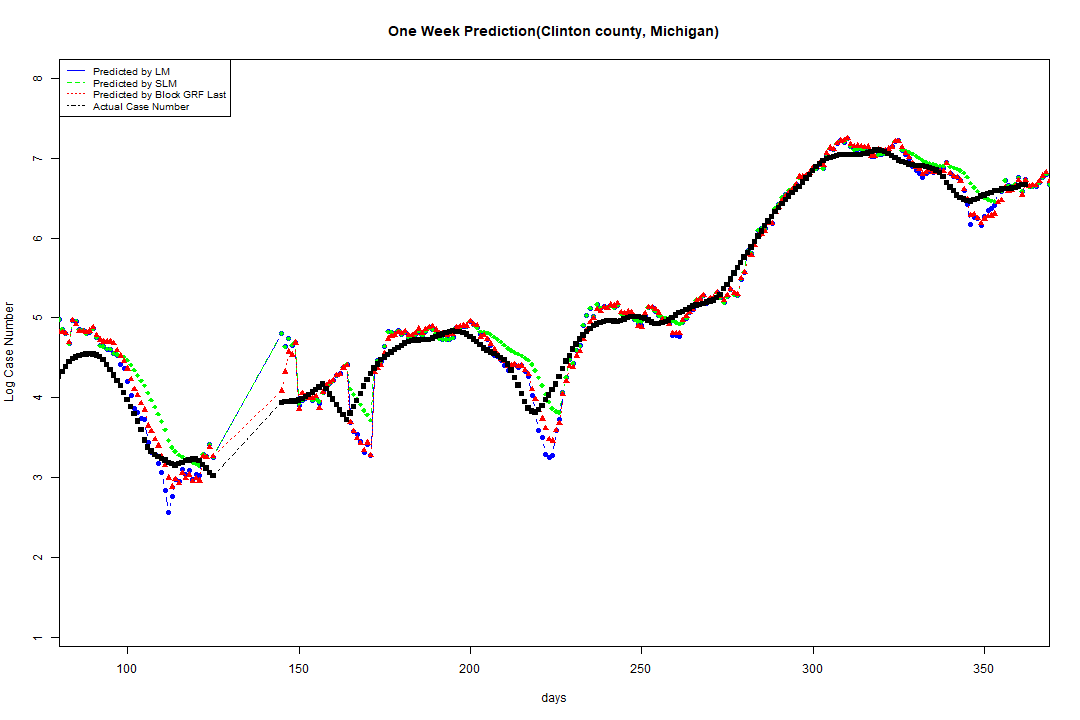 One Week Prediction(Clinton county, Michigan)
Predicted by LM
Predicted by SLM
Predicted by Block GRF Last
Actual Case Number
8
7
6
5
4
3
2
1
Log Case Number
100 150 200 250 300 350
days